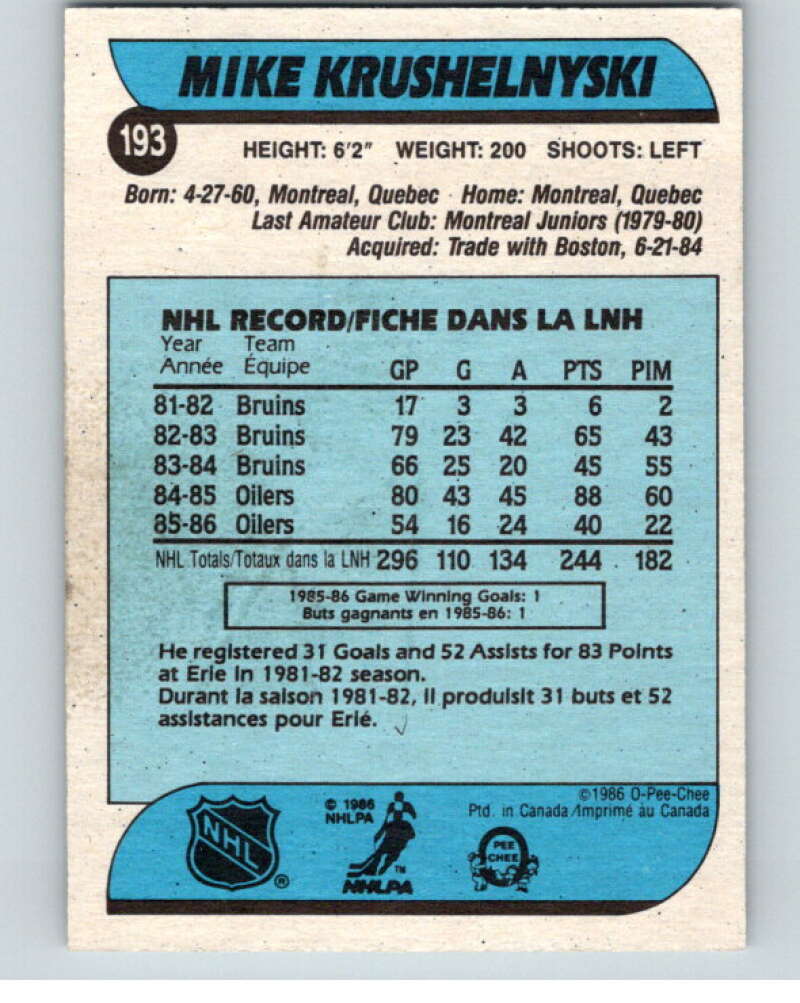 MIKE KRUSHELNYSKI
193
HEIGHT: 6'2" WEIGHT: 200 SHOOTS: LEFT
Born: 4-27-60, Montreal, Quebec Home: Montreal, Quebec
Last Amateur Club: Montreal Juniors (1979-80)
Acquired: Trade with Boston, 6-21-84
NHL RECORD/FICHE DANS LA LNH
Year Team
Année Équipe GP G A PTS PIM
81-82 Bruins 17 3 3 6 2
82-83 Bruins 79 23 42 65 43
83-84 Bruins 66 25 20 45 55
84-85 Oilers 80 43 45 88 60
85-86 Oilers 54 16 24 40 22
NHL Totals/Totaux dans la LNH 296 110 134 244 182
1985-86 Game Winning Goals: 1
Buts gagnants en 1985-86: 1
He registered 31 Goals and 52 Assists for 83 Points
at Erie in 1981-82 season.
Durant la saison 1981-82, il produisit 31 buts et 52
assistances pour Erié.
©1986 O-Pee-Chee
Ptd. in Canada/Imprimé au Canada
© 1986
NHLPA
NHL
®
TM
NHLPA
O
PEE
CHEE